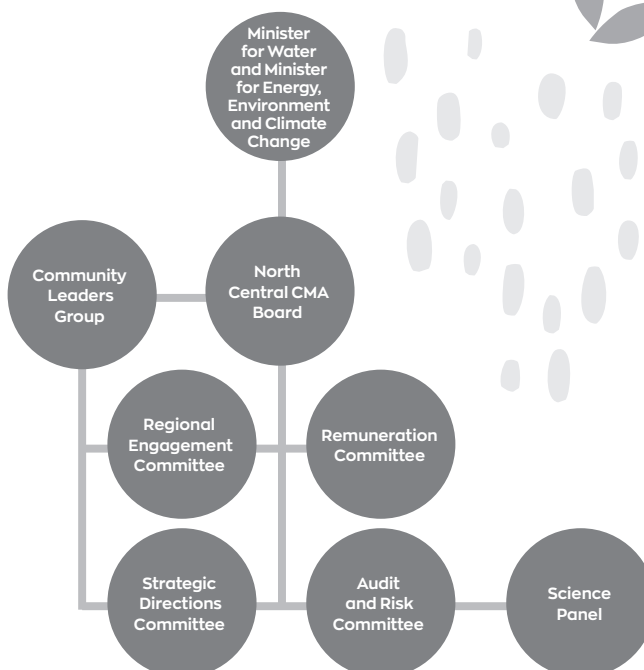 Minister
for Water
and Minister
for Energy,
Environment
and Climate
Change
Community
Leaders
Group
North
Central CMA
Board
Regional
Engagement
Committee
Remuneration
Committee
Strategic
Directions
Committee
Audit
and Risk
Committee
Science
Panel